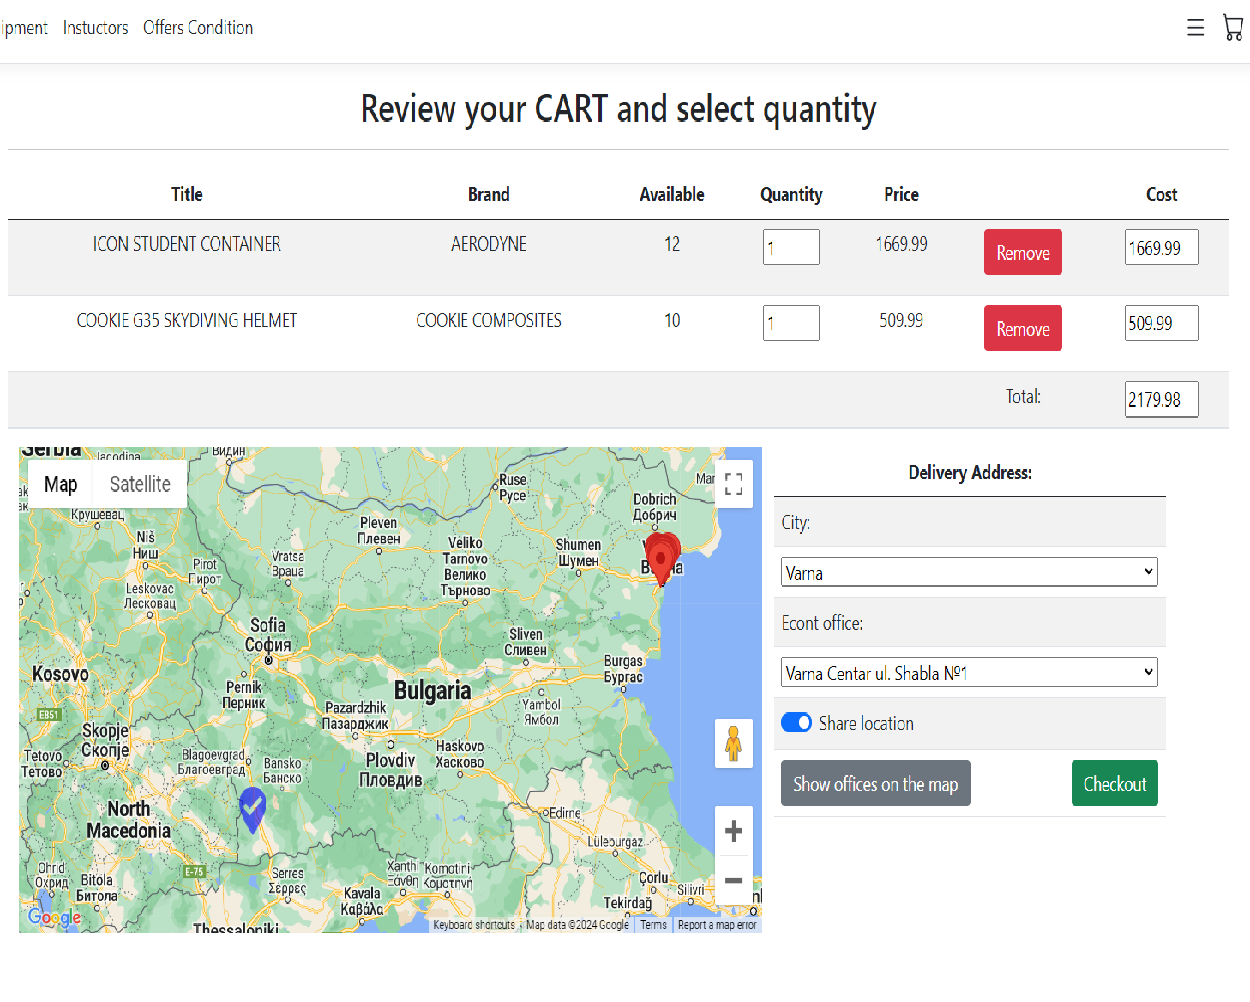 ipment Instuctors Offers Condition
Review your CART and select quantity
Title Brand Available Quantity Price Cost
ICON STUDENT CONTAINER AERODYNE 12 1 1669.99 Remove 1669.99
COOKIE G35 SKYDIVING HELMET COOKIE COMPOSITES 10 1 509.99 Remove 509.99
Total: 2179.98
Serbia
Jacodina
Видин
Map Satellite
Крушевац
Niš
Ниш
Pirot
Пирот
Leskovac
Лесковац
Vratsa
Враца
Pleven
Плевен
Ruse
Русе
Dobrich
Добрич
Mar
Veliko
Tarnovo
Велико
Търново
Shumen
Шумен
Sofia
София
Sliven
Сливен
Kosovo
Pernik
Перник
Burgas
Бургас
Bulgaria
Yambol
Ямбол
E851
Pazardzhik
Пазарджик
Skopje
Скопје
Tetovo
Тетово
Blagoevgrad
Благоевград
Bansko
Банско
Haskovo
Хасково
Plovdiv
Пловдив
North
Macedonia
Edirne
Lüleburgaz
E-75
Ohrid
Охрид
Bitola
Битола
Serres
Σέρρες
Xanthi
Ξάνθη
Komotini
Κομοτηνή
Kavala
Καβάλα
Çorlu
Silivri
Tekirdağ
Thessaloniki
Google
Keyboard shortcuts Map data ©2024 Google Terms Report a map error
Delivery Address:
City:
Varna
Econt office:
Varna Centar ul. Shabla №1
Share location
Show offices on the map Checkout